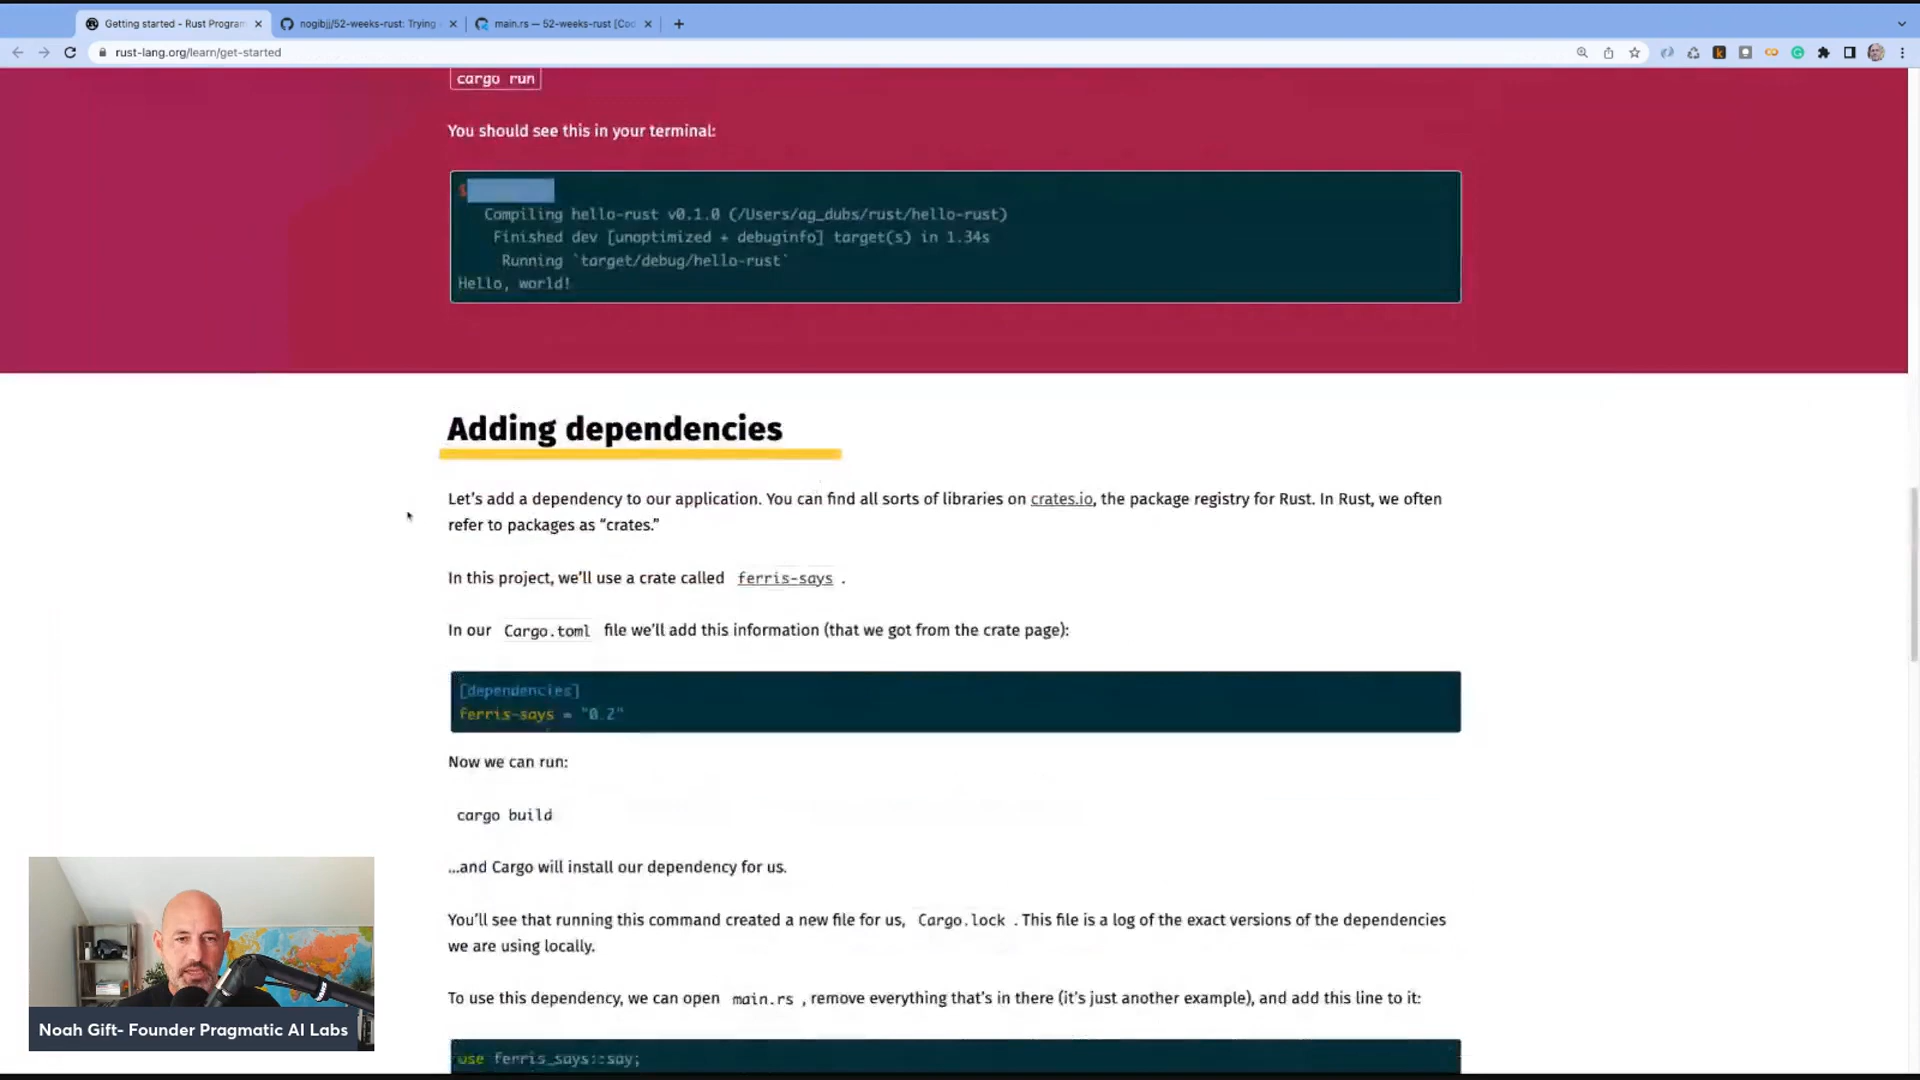 Getting started - Rust Program
nogibjj/52-weeks-rust: Trying
main.rs — 52-weeks-rust [Co
rust-lang.org/learn/get-started
cargo run
You should see this in your terminal:
$
Compiling hello-rust v0.1.0 (/Users/ag_dubs/rust/hello-rust)
Finished dev [unoptimized + debuginfo] target(s) in 1.34s
Running `target/debug/hello-rust`
Hello, world!
Adding dependencies
Let’s add a dependency to our application. You can find all sorts of libraries on crates.io, the package registry for Rust. In Rust, we often
refer to packages as “crates.”
In this project, we’ll use a crate called ferris-says .
In our Cargo.toml file we’ll add this information (that we got from the crate page):
[dependencies]
ferris-says = "0.2"
Now we can run:
cargo build
...and Cargo will install our dependency for us.
You’ll see that running this command created a new file for us, Cargo.lock . This file is a log of the exact versions of the dependencies
we are using locally.
To use this dependency, we can open main.rs , remove everything that’s in there (it’s just another example), and add this line to it:
use ferris_says::say;
Noah Gift- Founder Pragmatic AI Labs